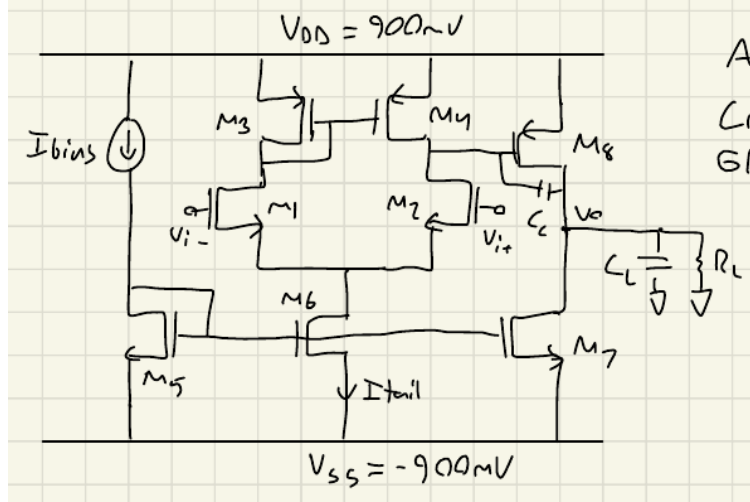 VDD = 900mV
A
M3
M4
M8
Ibias
C
GI
M1
M2
Vi-
Vi+
Cc
Vo
CL
RL
M6
M5
Itail
M7
VSS = -900mV